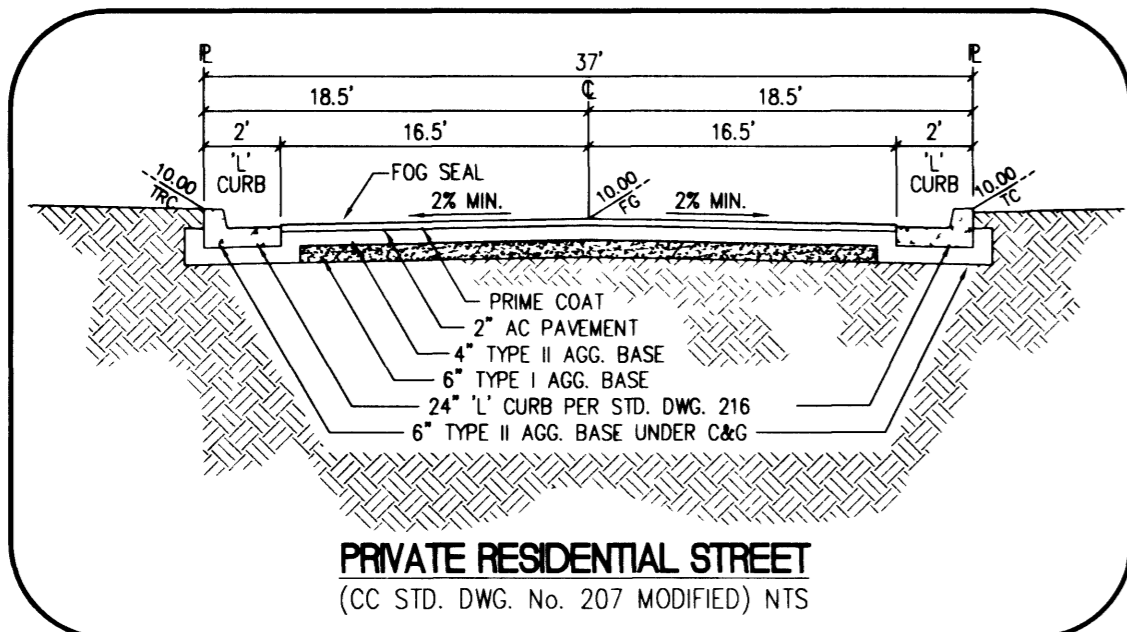 ℄ ℄
37'
℄
18.5' 18.5'
2' 16.5' 16.5' 2'
'L' CURB 'L' CURB
10.00 TRC
FOG SEAL
2% MIN.
10.00 FG
2% MIN.
10.00 TC
PRIME COAT
2" AC PAVEMENT
4" TYPE II AGG. BASE
6" TYPE I AGG. BASE
24" 'L' CURB PER STD. DWG. 216
6" TYPE II AGG. BASE UNDER C&G
PRIVATE RESIDENTIAL STREET
(CC STD. DWG. No. 207 MODIFIED) NTS